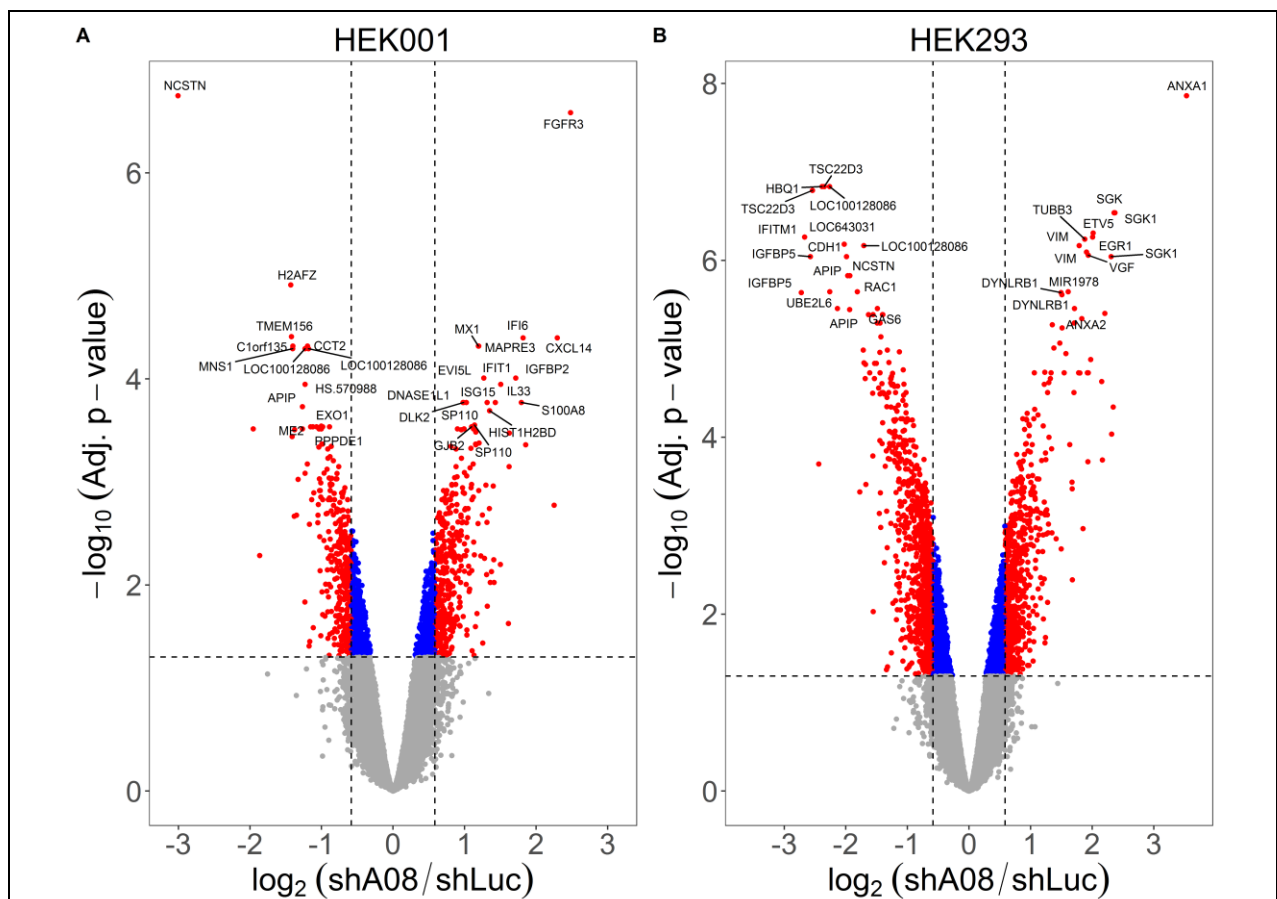 A
HEK001
NCSTN
FGFR3
6
H2AFZ
TMEM156
C1orf135
CCT2
MNS1
LOC100128086
LOC100128086
HS.570988
APIP
EXO1
ME2
PPPDE1
MX1
IFI6
MAPRE3
CXCL14
EVI5L
IFIT1
IGFBP2
DNASE1L1
ISG15
IL33
DLK2
SP110
S100A8
HIST1H2BD
GJB2
SP110
4
2
0
-3
-2
-1
0
1
2
3
−log10 (Adj. p − value)
log2 (shA08/shLuc)
B
HEK293
8
ANXA1
TSC22D3
HBQ1
TSC22D3
LOC100128086
IFITM1
LOC643031
CDH1
LOC100128086
IGFBP5
NCSTN
APIP
IGFBP5
RAC1
UBE2L6
APIP
GAS6
SGK
TUBB3
SGK1
ETV5
VIM
EGR1
SGK1
VIM
VGF
DYNLRB1
MIR1978
DYNLRB1
ANXA2
6
4
2
0
-3
-2
-1
0
1
2
3
−log10 (Adj. p − value)
log2 (shA08/shLuc)